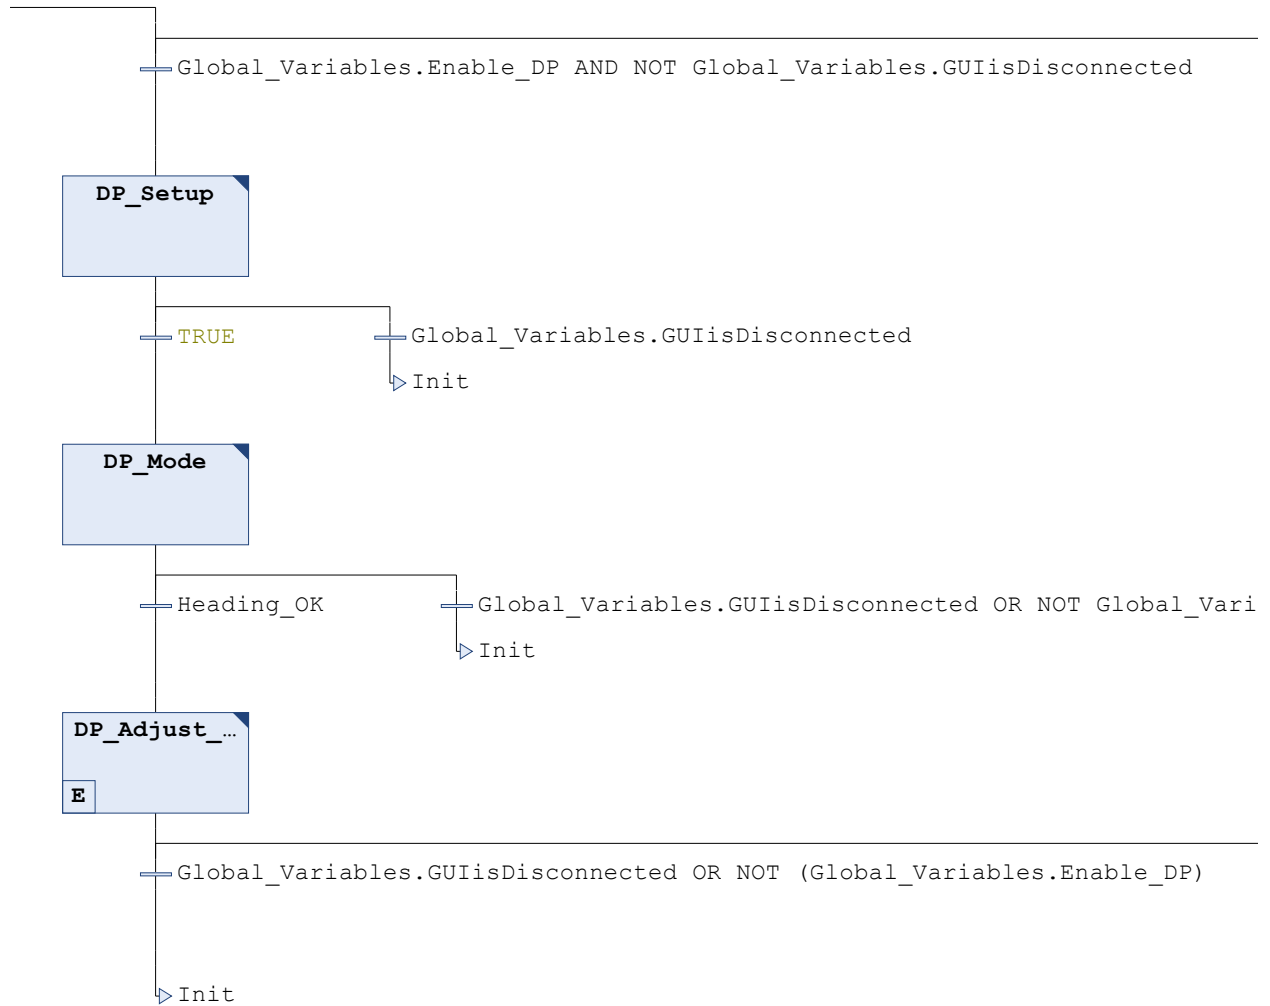 Global_Variables.Enable_DP AND NOT Global_Variables.GUIisDisconnected
DP_Setup
TRUE
Global_Variables.GUIisDisconnected
Init
DP_Mode
Heading_OK
Global_Variables.GUIisDisconnected OR NOT Global_Vari
Init
DP_Adjust_…
E
Global_Variables.GUIisDisconnected OR NOT (Global_Variables.Enable_DP)
Init